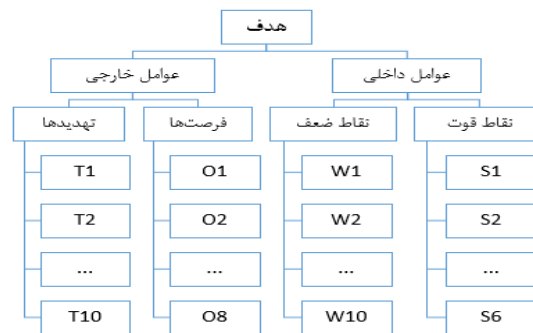 هدف
عوامل داخلی
عوامل خارجی
نقاط قوت
نقاط ضعف
فرصت‌ها
تهدیدها
S1
W1
O1
T1
S2
W2
O2
T2
...
...
...
...
S6
W10
O8
T10